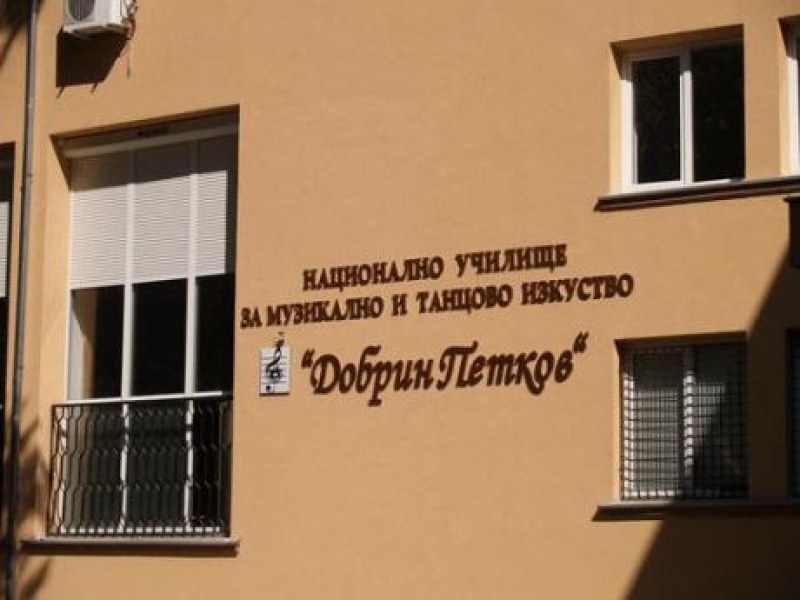 НАЦИОНАЛНО УЧИЛИЩЕ
ЗА МУЗИКАЛНО И ТАНЦОВО ИЗКУСТВО
“Добрин Петков“